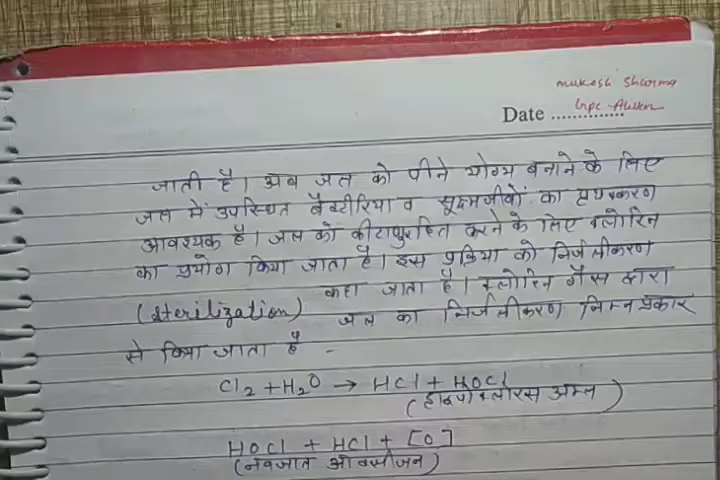 mukesh sharma
Date ..............
gpc
जाती है। अब जल को पीने योग्य बनाने के लिए
जल में उपस्थित बैक्टीरिया व सूक्ष्मजीवों का पृथक्करण
आवश्यक है। जल को कीटाणुरहित करने के लिए क्लोरिन
का प्रयोग किया जाता है। इस प्रक्रिया को निर्जलीकरण
(sterilization) कहा जाता है। क्लोरिन गैस द्वारा
जल का निर्जलीकरण निम्न प्रकार
से किया जाता है -
Cl₂ + H₂O → HCl + HOCl
(हाइपोक्लोरस अम्ल)
HOCl + HCl + [O]
(नवजात ऑक्सीजन)